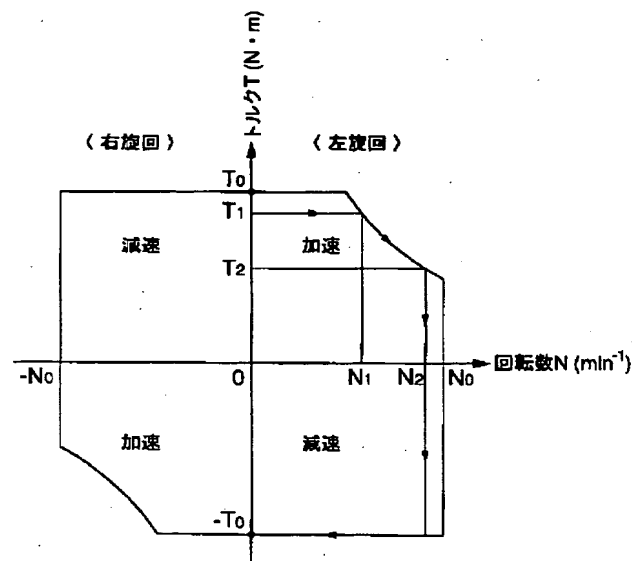 トルクT (N・m)
〈 右旋回 〉
〈 左旋回 〉
T0
T1
減速
加速
T2
-N0
0
N1
N2
N0
回転数N (min-1)
加速
減速
-T0